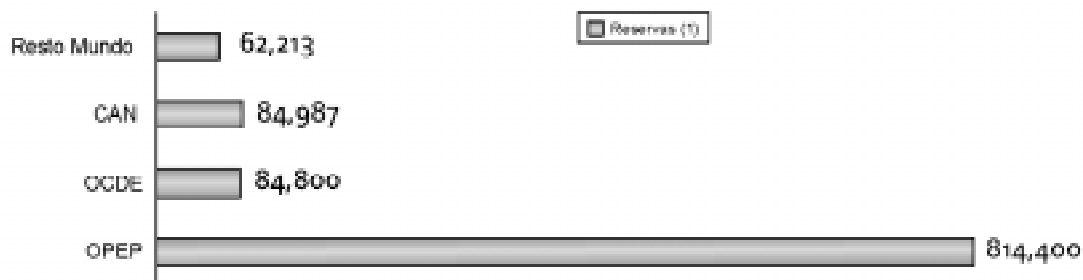 Reservas (1)
Resto Mundo 62,213
CAN 84,987
OCDE 84,800
OPEP 814,400